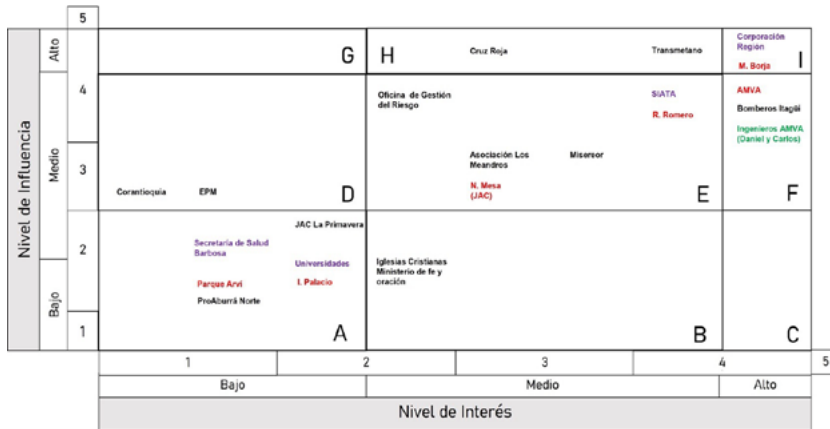 5
Corporación
Región
Alto
G
H
Cruz Roja
Transmetano
I
M. Borja
4
Oficina de Gestión
del Riesgo
SIATA
AMVA
R. Romero
Bomberos Itagüí
Ingenieros AMVA
(Daniel y Carlos)
Nivel de Influencia
Medio
3
Asociación Los
Meandros
Misereor
Corantioquia
EPM
D
N. Mesa
(JAC)
E
F
JAC La Primavera
2
Secretaría de Salud
Barbosa
Universidades
Iglesias Cristianas
Ministerio de fe y
oración
Parque Arví
I. Palacio
Bajo
ProAburrá Norte
1
A
B
C
1
2
3
4
5
Bajo
Medio
Alto
Nivel de Interés